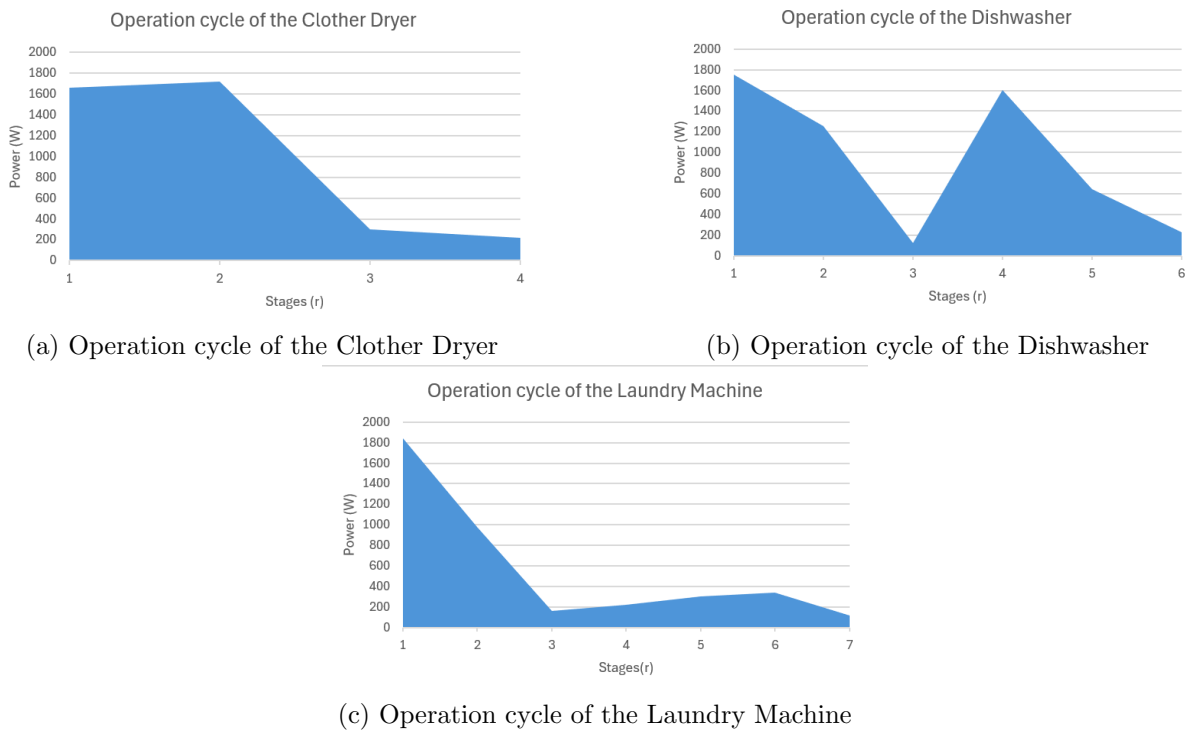 Operation cycle of the Clother Dryer
2000
1800
1600
1400
1200
1000
800
600
400
200
0
Power (W)
1 2 3 4
Stages (r)
(a) Operation cycle of the Clother Dryer
Operation cycle of the Dishwasher
2000
1800
1600
1400
1200
1000
800
600
400
200
0
Power (W)
1 2 3 4 5 6
Stages (r)
(b) Operation cycle of the Dishwasher
Operation cycle of the Laundry Machine
2000
1800
1600
1400
1200
1000
800
600
400
200
0
Power (W)
1 2 3 4 5 6 7
Stages(r)
(c) Operation cycle of the Laundry Machine